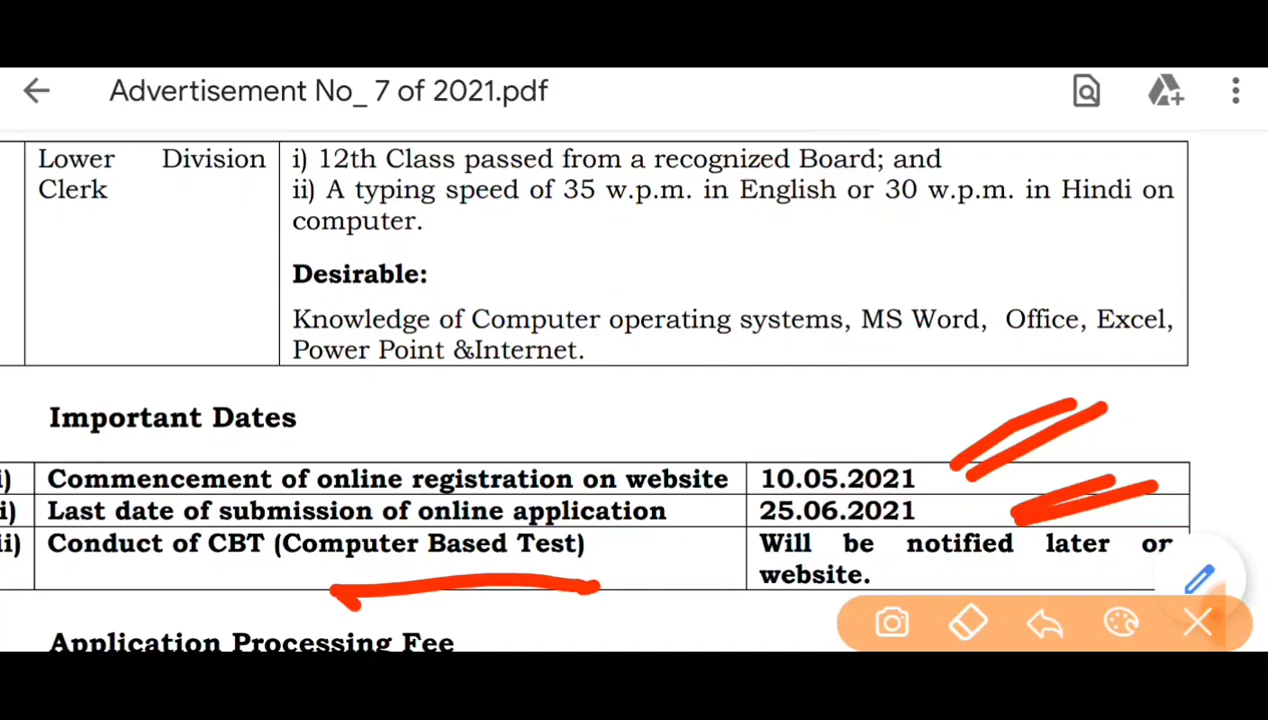 Advertisement No_ 7 of 2021.pdf
Lower Division i) 12th Class passed from a recognized Board; and
Clerk ii) A typing speed of 35 w.p.m. in English or 30 w.p.m. in Hindi on
computer.
Desirable:
Knowledge of Computer operating systems, MS Word, Office, Excel,
Power Point &Internet.
Important Dates
i) Commencement of online registration on website 10.05.2021
i) Last date of submission of online application 25.06.2021
ii) Conduct of CBT (Computer Based Test) Will be notified later on
website.
Application Processing Fee